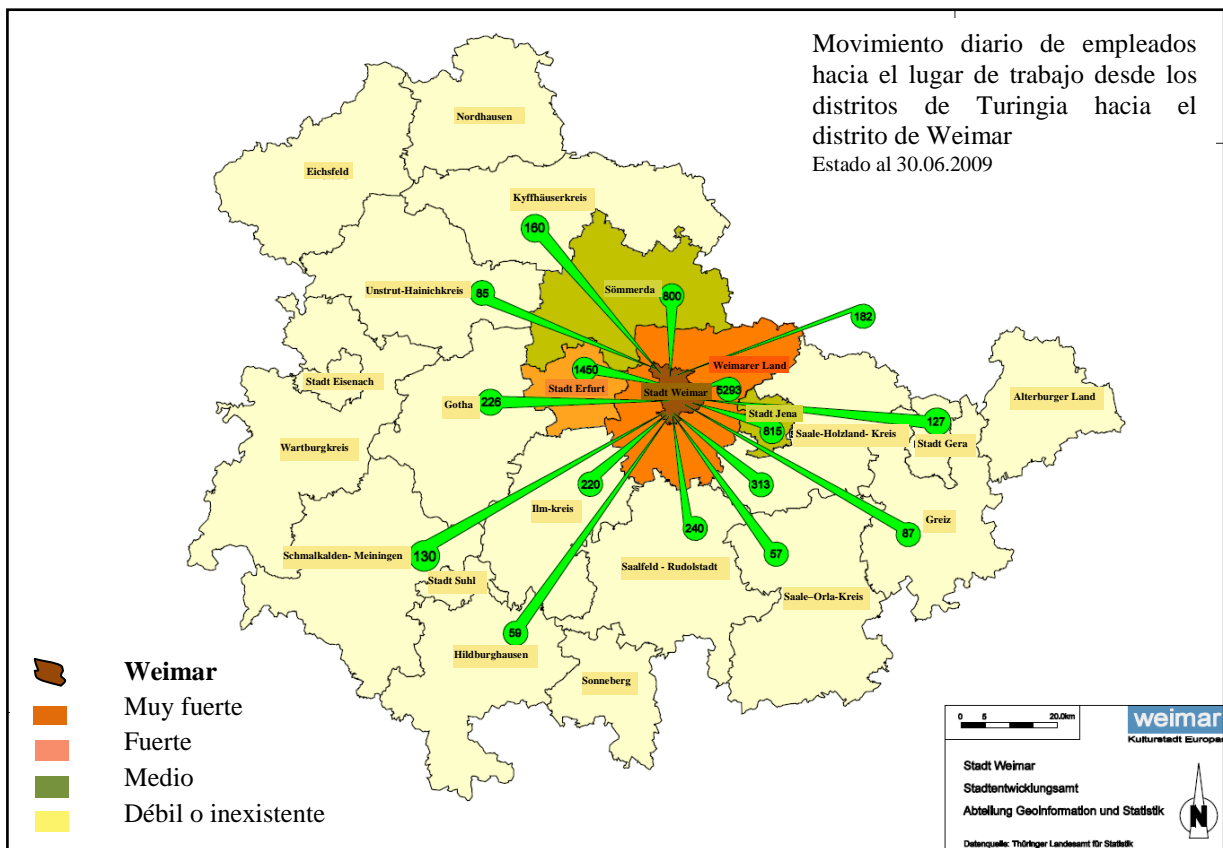 Movimiento diario de empleados
hacia el lugar de trabajo desde los
distritos de Turingia hacia el
distrito de Weimar
Estado al 30.06.2009
Nordhausen
Eichsfeld
Kyffhäuserkreis
160
Unstrut-Hainichkreis
85
Sömmerda
800
182
Stadt Eisenach
1450
Stadt Erfurt
Weimarer Land
Stadt Weimar
5293
Gotha
226
Stadt Jena
815
Saale-Holzland- Kreis
127
Stadt Gera
Alterburger Land
Wartburgkreis
220
313
Ilm-kreis
240
87
Greiz
Schmalkalden- Meiningen
130
57
Stadt Suhl
Saalfeld - Rudolstadt
Saale–Orla-Kreis
59
Hildburghausen
Sonneberg
Weimar
Muy fuerte
Fuerte
Medio
Débil o inexistente
0 5 20.0km
weimar
Kulturstadt Europas
Stadt Weimar
Stadtentwicklungsamt
Abteilung Geoinformation und Statistik
N
Datenquelle: Thüringer Landesamt für Statistik